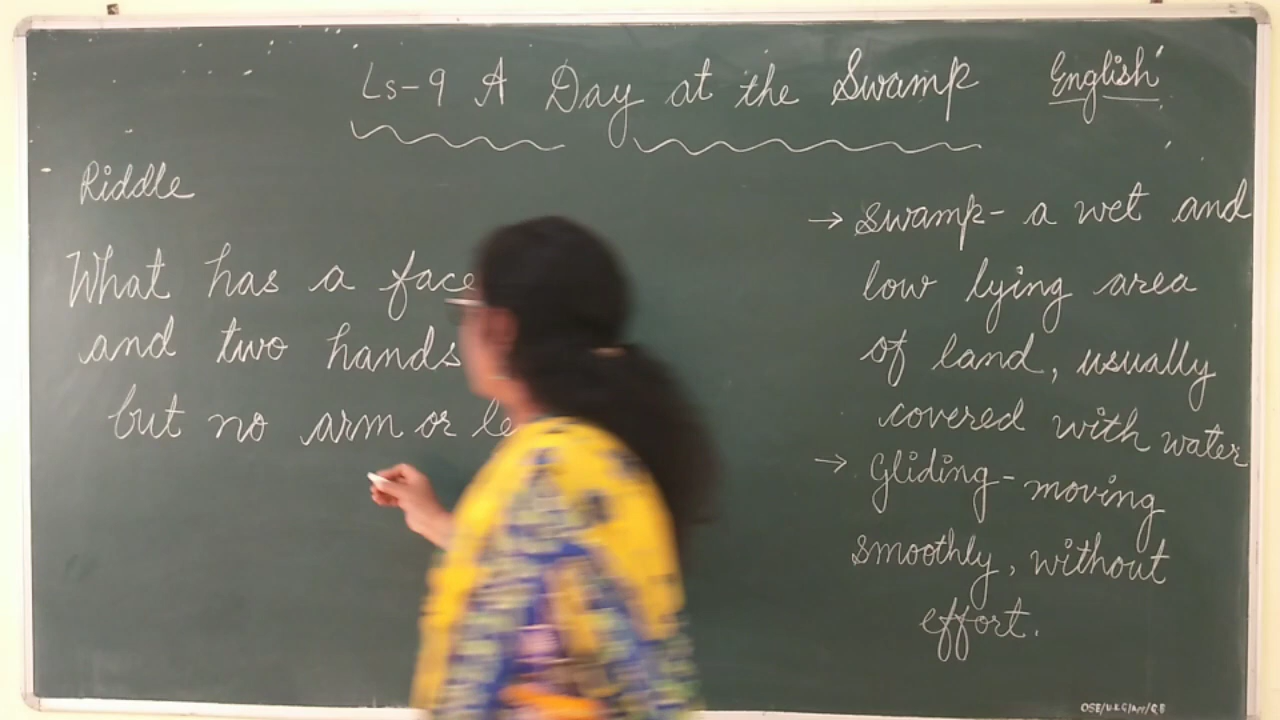 Ls-9 A Day at the Swamp
English
Riddle
What has a face
and two hands
but no arm or
→ Swamp- a wet and
low lying area
of land, usually
covered with water
→ Gliding - moving
smoothly, without
effort.